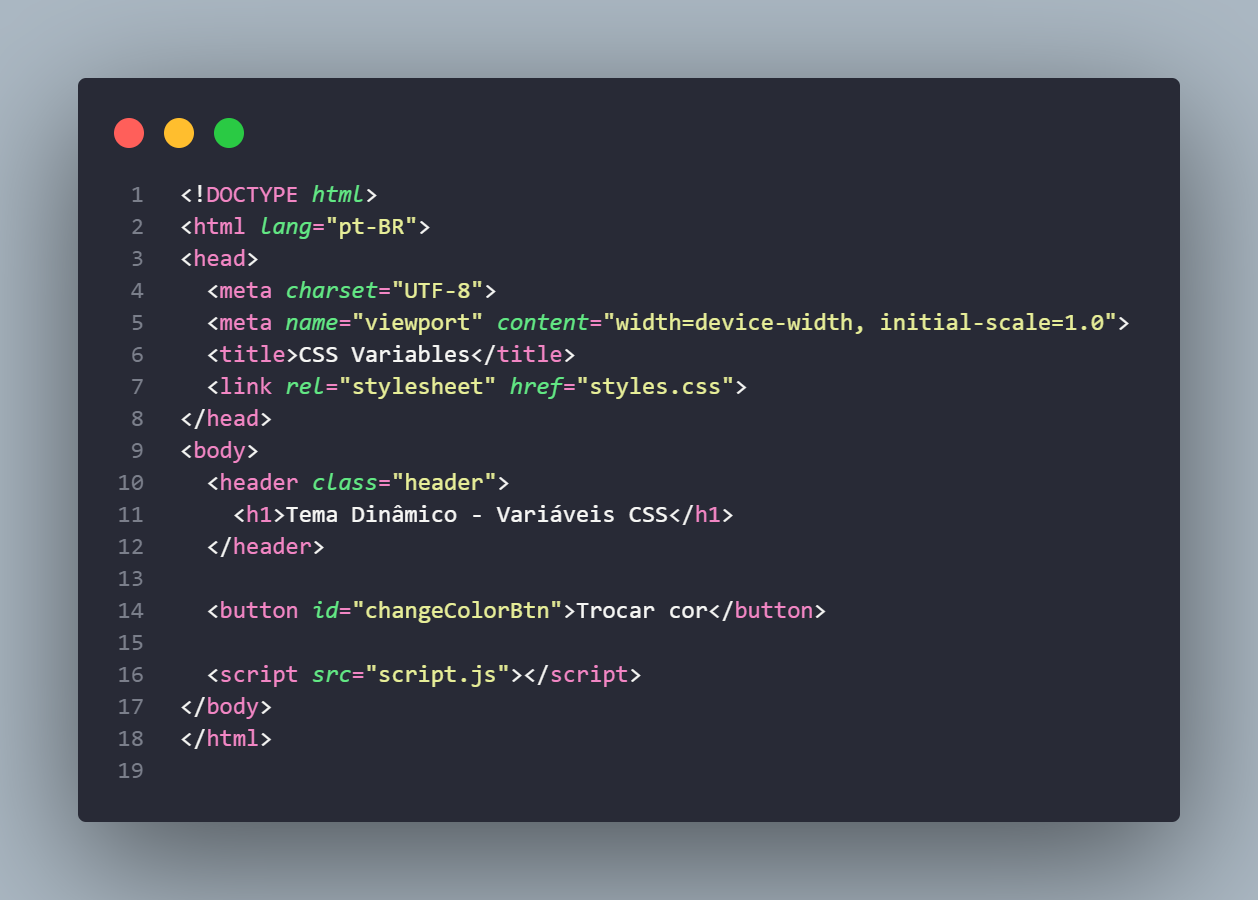 1 <!DOCTYPE html>
2 <html lang="pt-BR">
3 <head>
4   <meta charset="UTF-8">
5   <meta name="viewport" content="width=device-width, initial-scale=1.0">
6   <title>CSS Variables</title>
7   <link rel="stylesheet" href="styles.css">
8 </head>
9 <body>
10   <header class="header">
11     <h1>Tema Dinâmico - Variáveis CSS</h1>
12   </header>
13
14   <button id="changeColorBtn">Trocar cor</button>
15
16   <script src="script.js"></script>
17 </body>
18 </html>
19